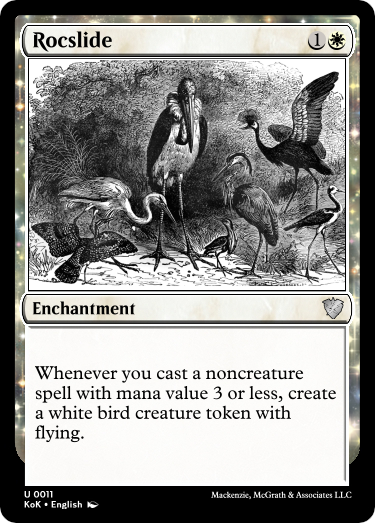 Rocslide 1
Enchantment
Whenever you cast a noncreature
spell with mana value 3 or less, create
a white bird creature token with
flying.
U 0011
KoK • English Mackenzie, McGrath & Associates LLC